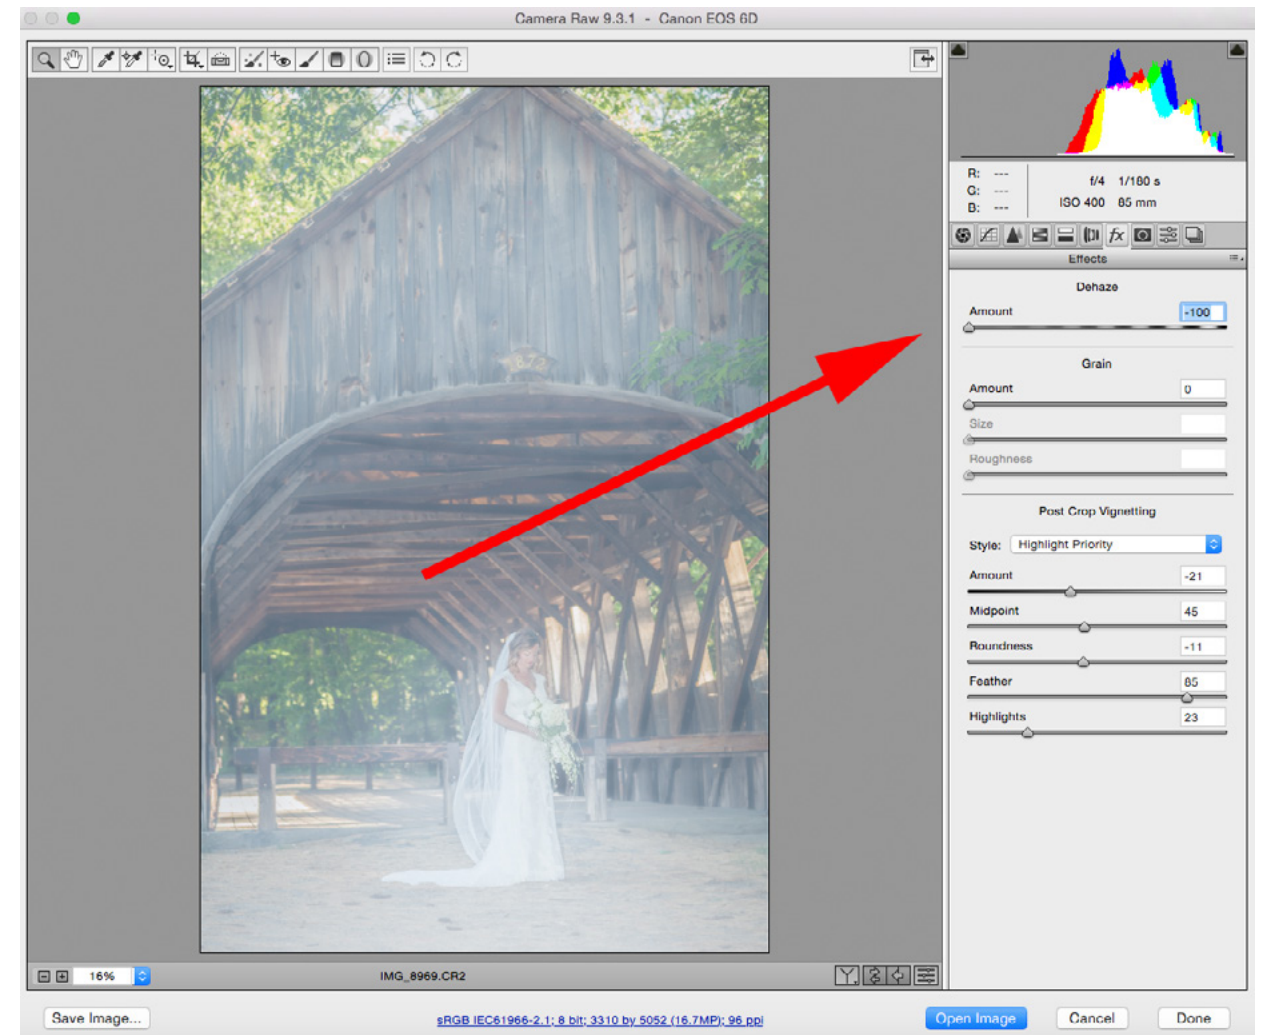 Camera Raw 9.3.1 - Canon EOS 6D
R: ---
G: ---
B: ---
f/4 1/180 s
ISO 400 85 mm
fx
Effects
Dehaze
Amount -100
Grain
Amount 0
Size
Roughness
Post Crop Vignetting
Style: Highlight Priority
Amount -21
Midpoint 45
Roundness -11
Feather 85
Highlights 23
1872
16%
IMG_8969.CR2
Y
Save Image...
sRGB IEC61966-2.1; 8 bit; 3310 by 5052 (16.7MP); 96 ppi
Open Image
Cancel
Done